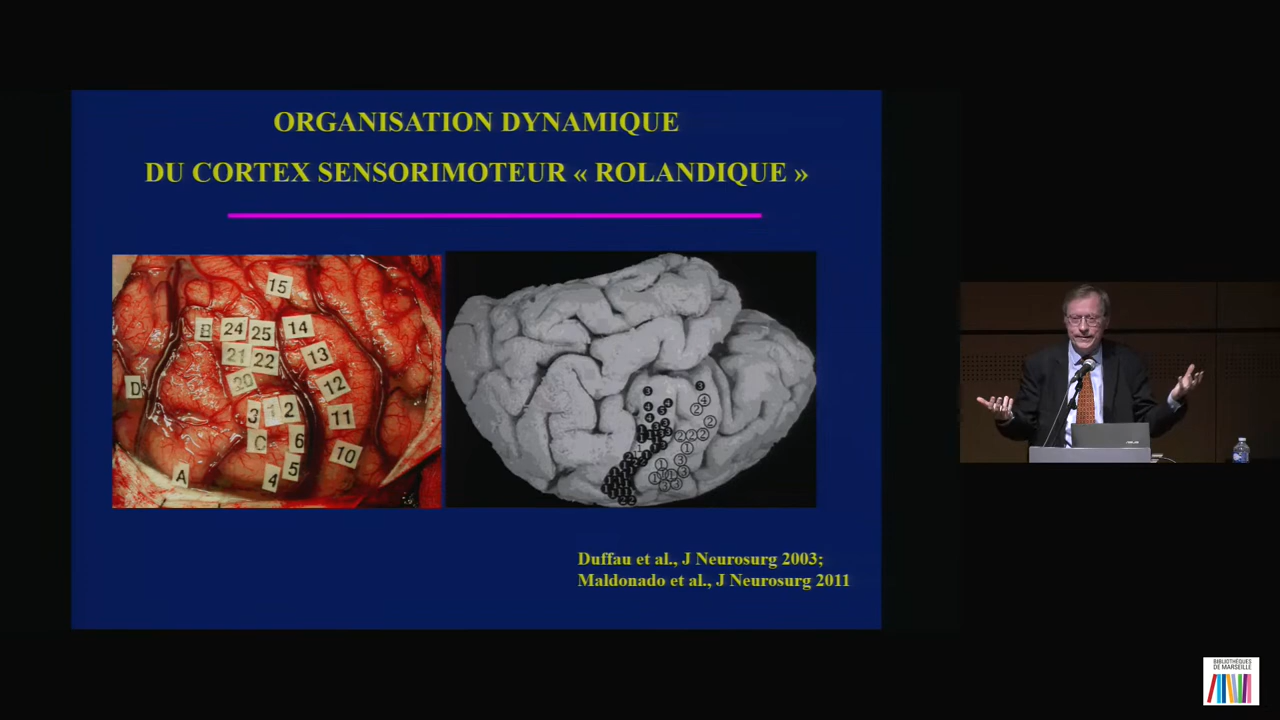 ORGANISATION DYNAMIQUE
DU CORTEX SENSORIMOTEUR « ROLANDIQUE »
15
B 24 25 14
21 22 13
D 20 12
3 1 2 11
C 6 10
A 4 5
Duffau et al., J Neurosurg 2003;
Maldonado et al., J Neurosurg 2011
BIBLIOTHÈQUES
DE MARSEILLE